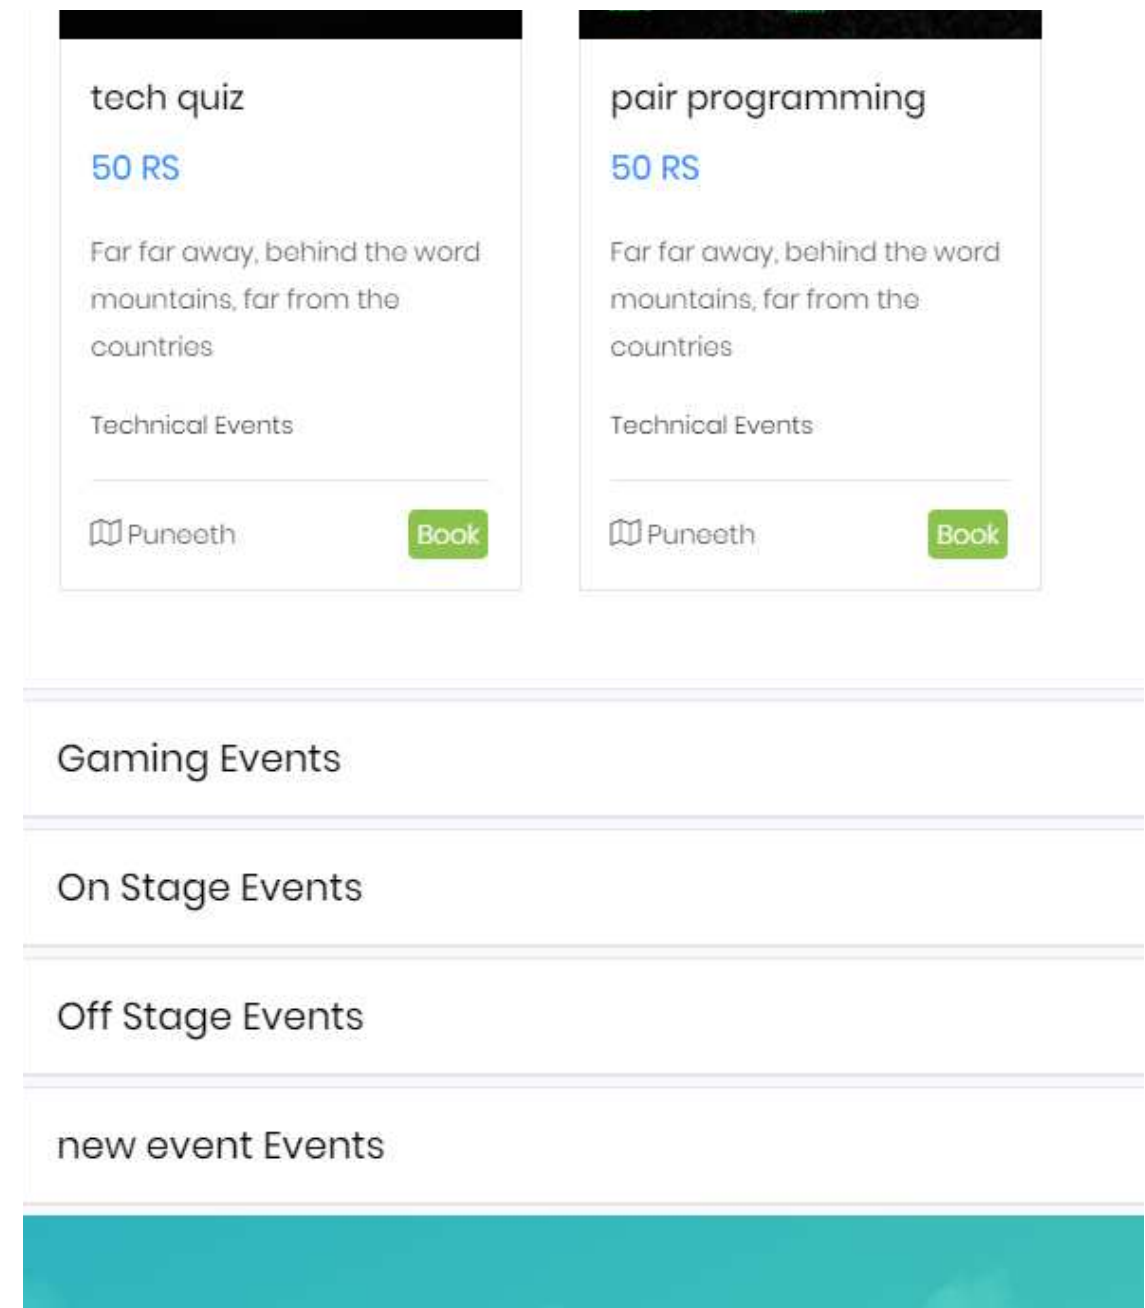 tech quiz
50 RS
Far far away, behind the word
mountains, far from the
countries
Technical Events
Puneeth
Book
pair programming
50 RS
Far far away, behind the word
mountains, far from the
countries
Technical Events
Puneeth
Book
Gaming Events
On Stage Events
Off Stage Events
new event Events